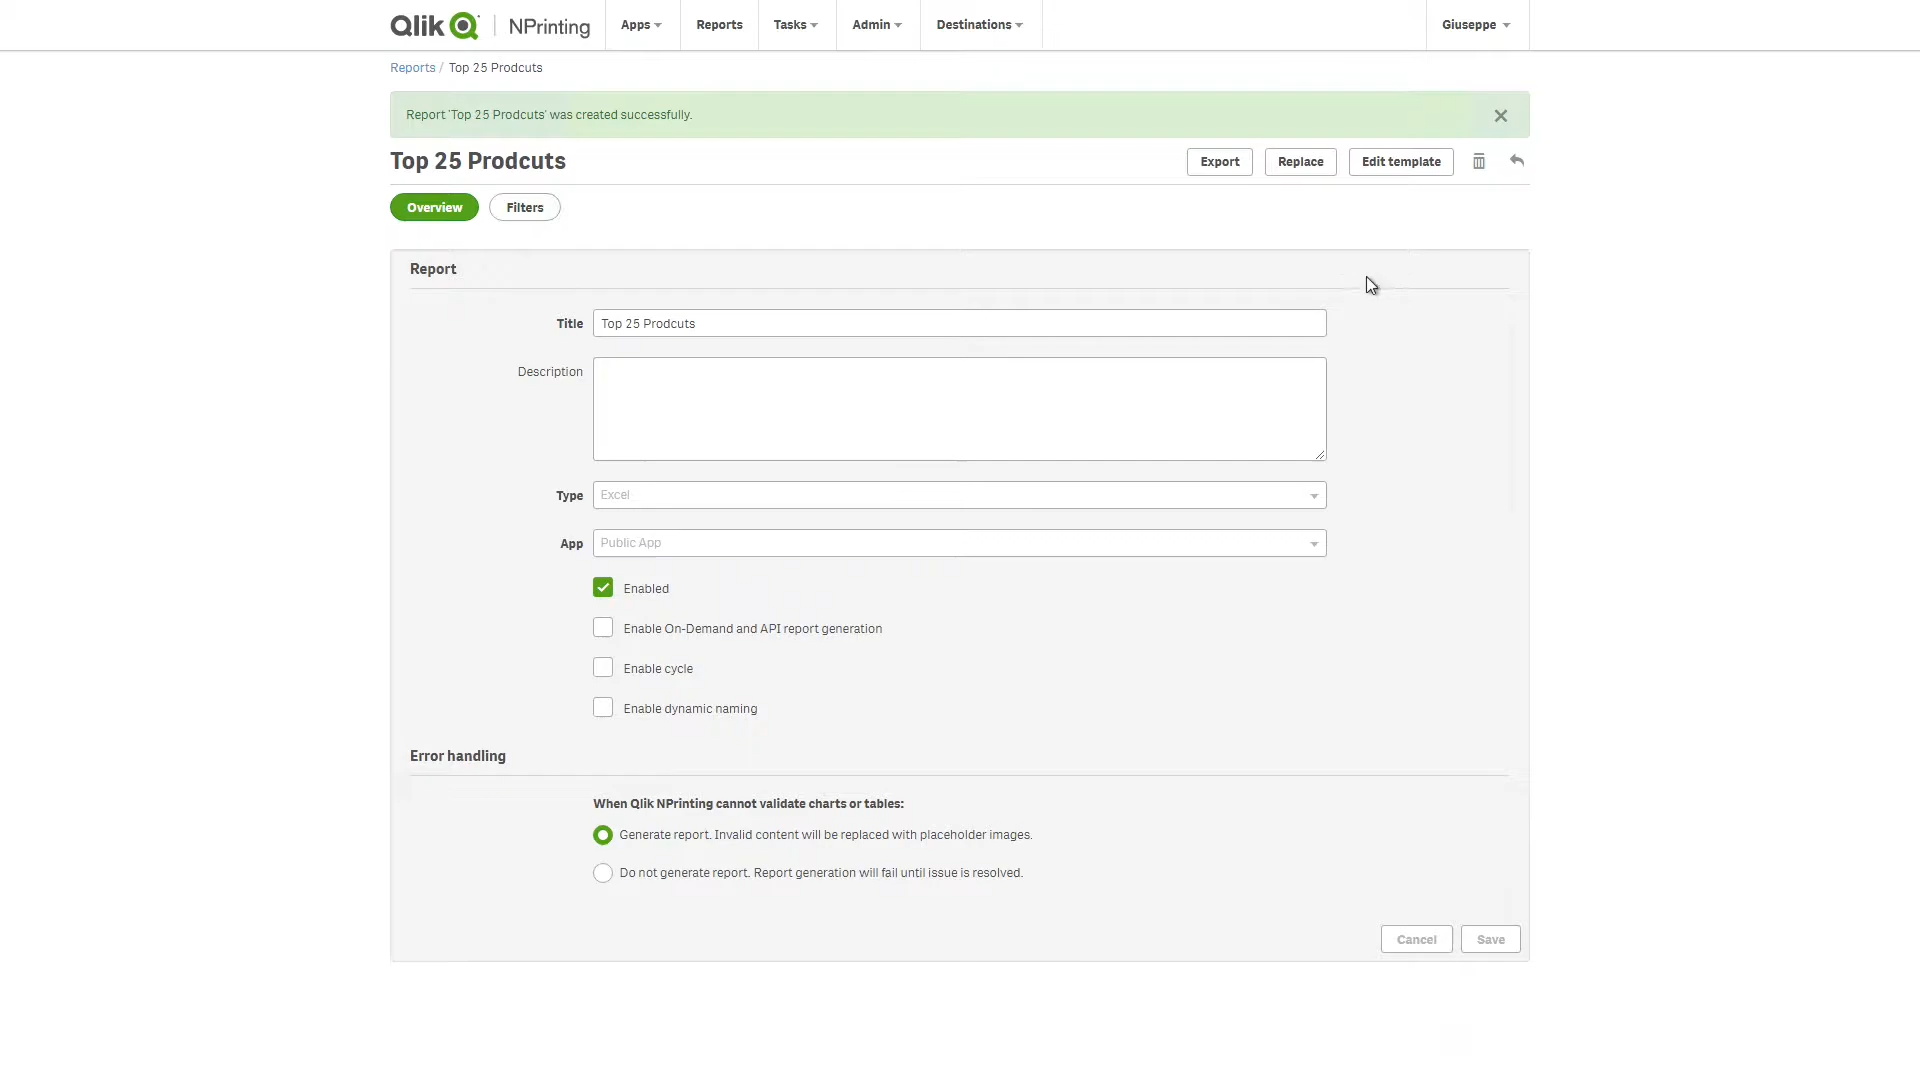 Qlik NPrinting Apps Reports Tasks Admin Destinations Giuseppe
Reports / Top 25 Prodcuts
Report 'Top 25 Prodcuts' was created successfully.
Top 25 Prodcuts Export Replace Edit template
Overview Filters
Report
Title Top 25 Prodcuts
Description
Type Excel
App Public App
Enabled
Enable On-Demand and API report generation
Enable cycle
Enable dynamic naming
Error handling
When Qlik NPrinting cannot validate charts or tables:
Generate report. Invalid content will be replaced with placeholder images.
Do not generate report. Report generation will fail until issue is resolved.
Cancel Save